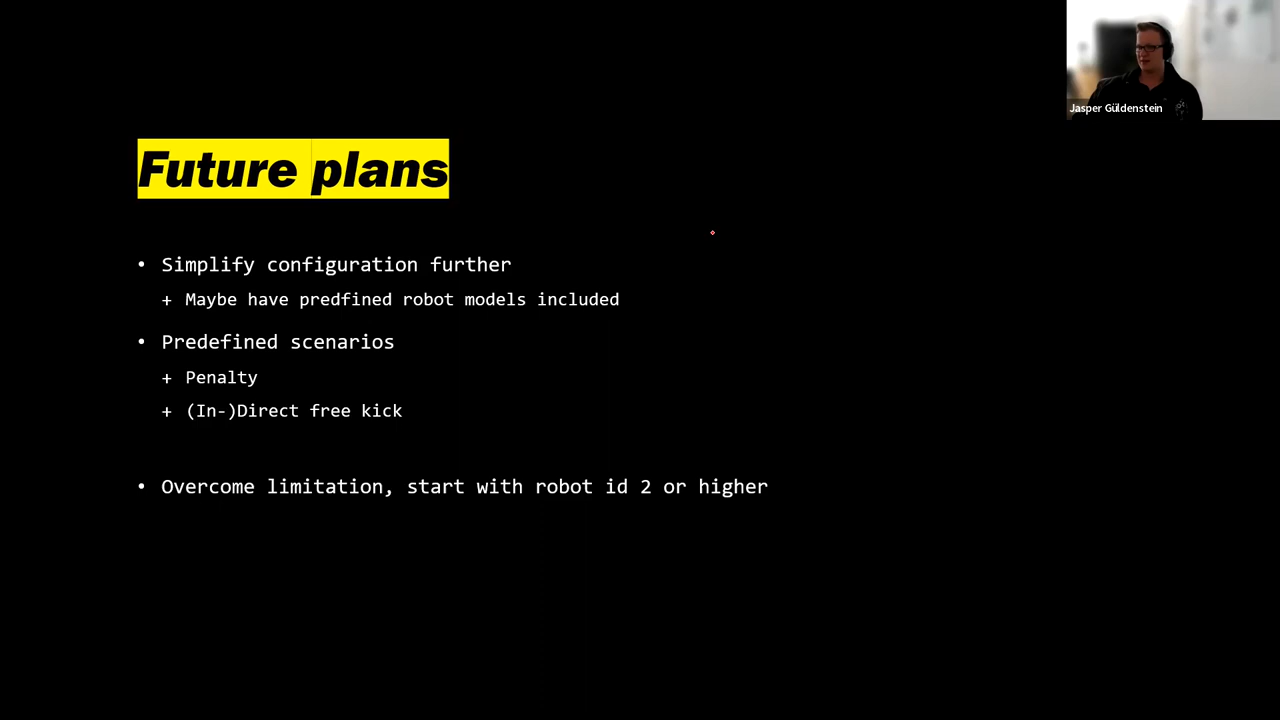 Jasper Güldenstein
Future plans
• Simplify configuration further
+ Maybe have predfined robot models included
• Predefined scenarios
+ Penalty
+ (In-)Direct free kick
• Overcome limitation, start with robot id 2 or higher